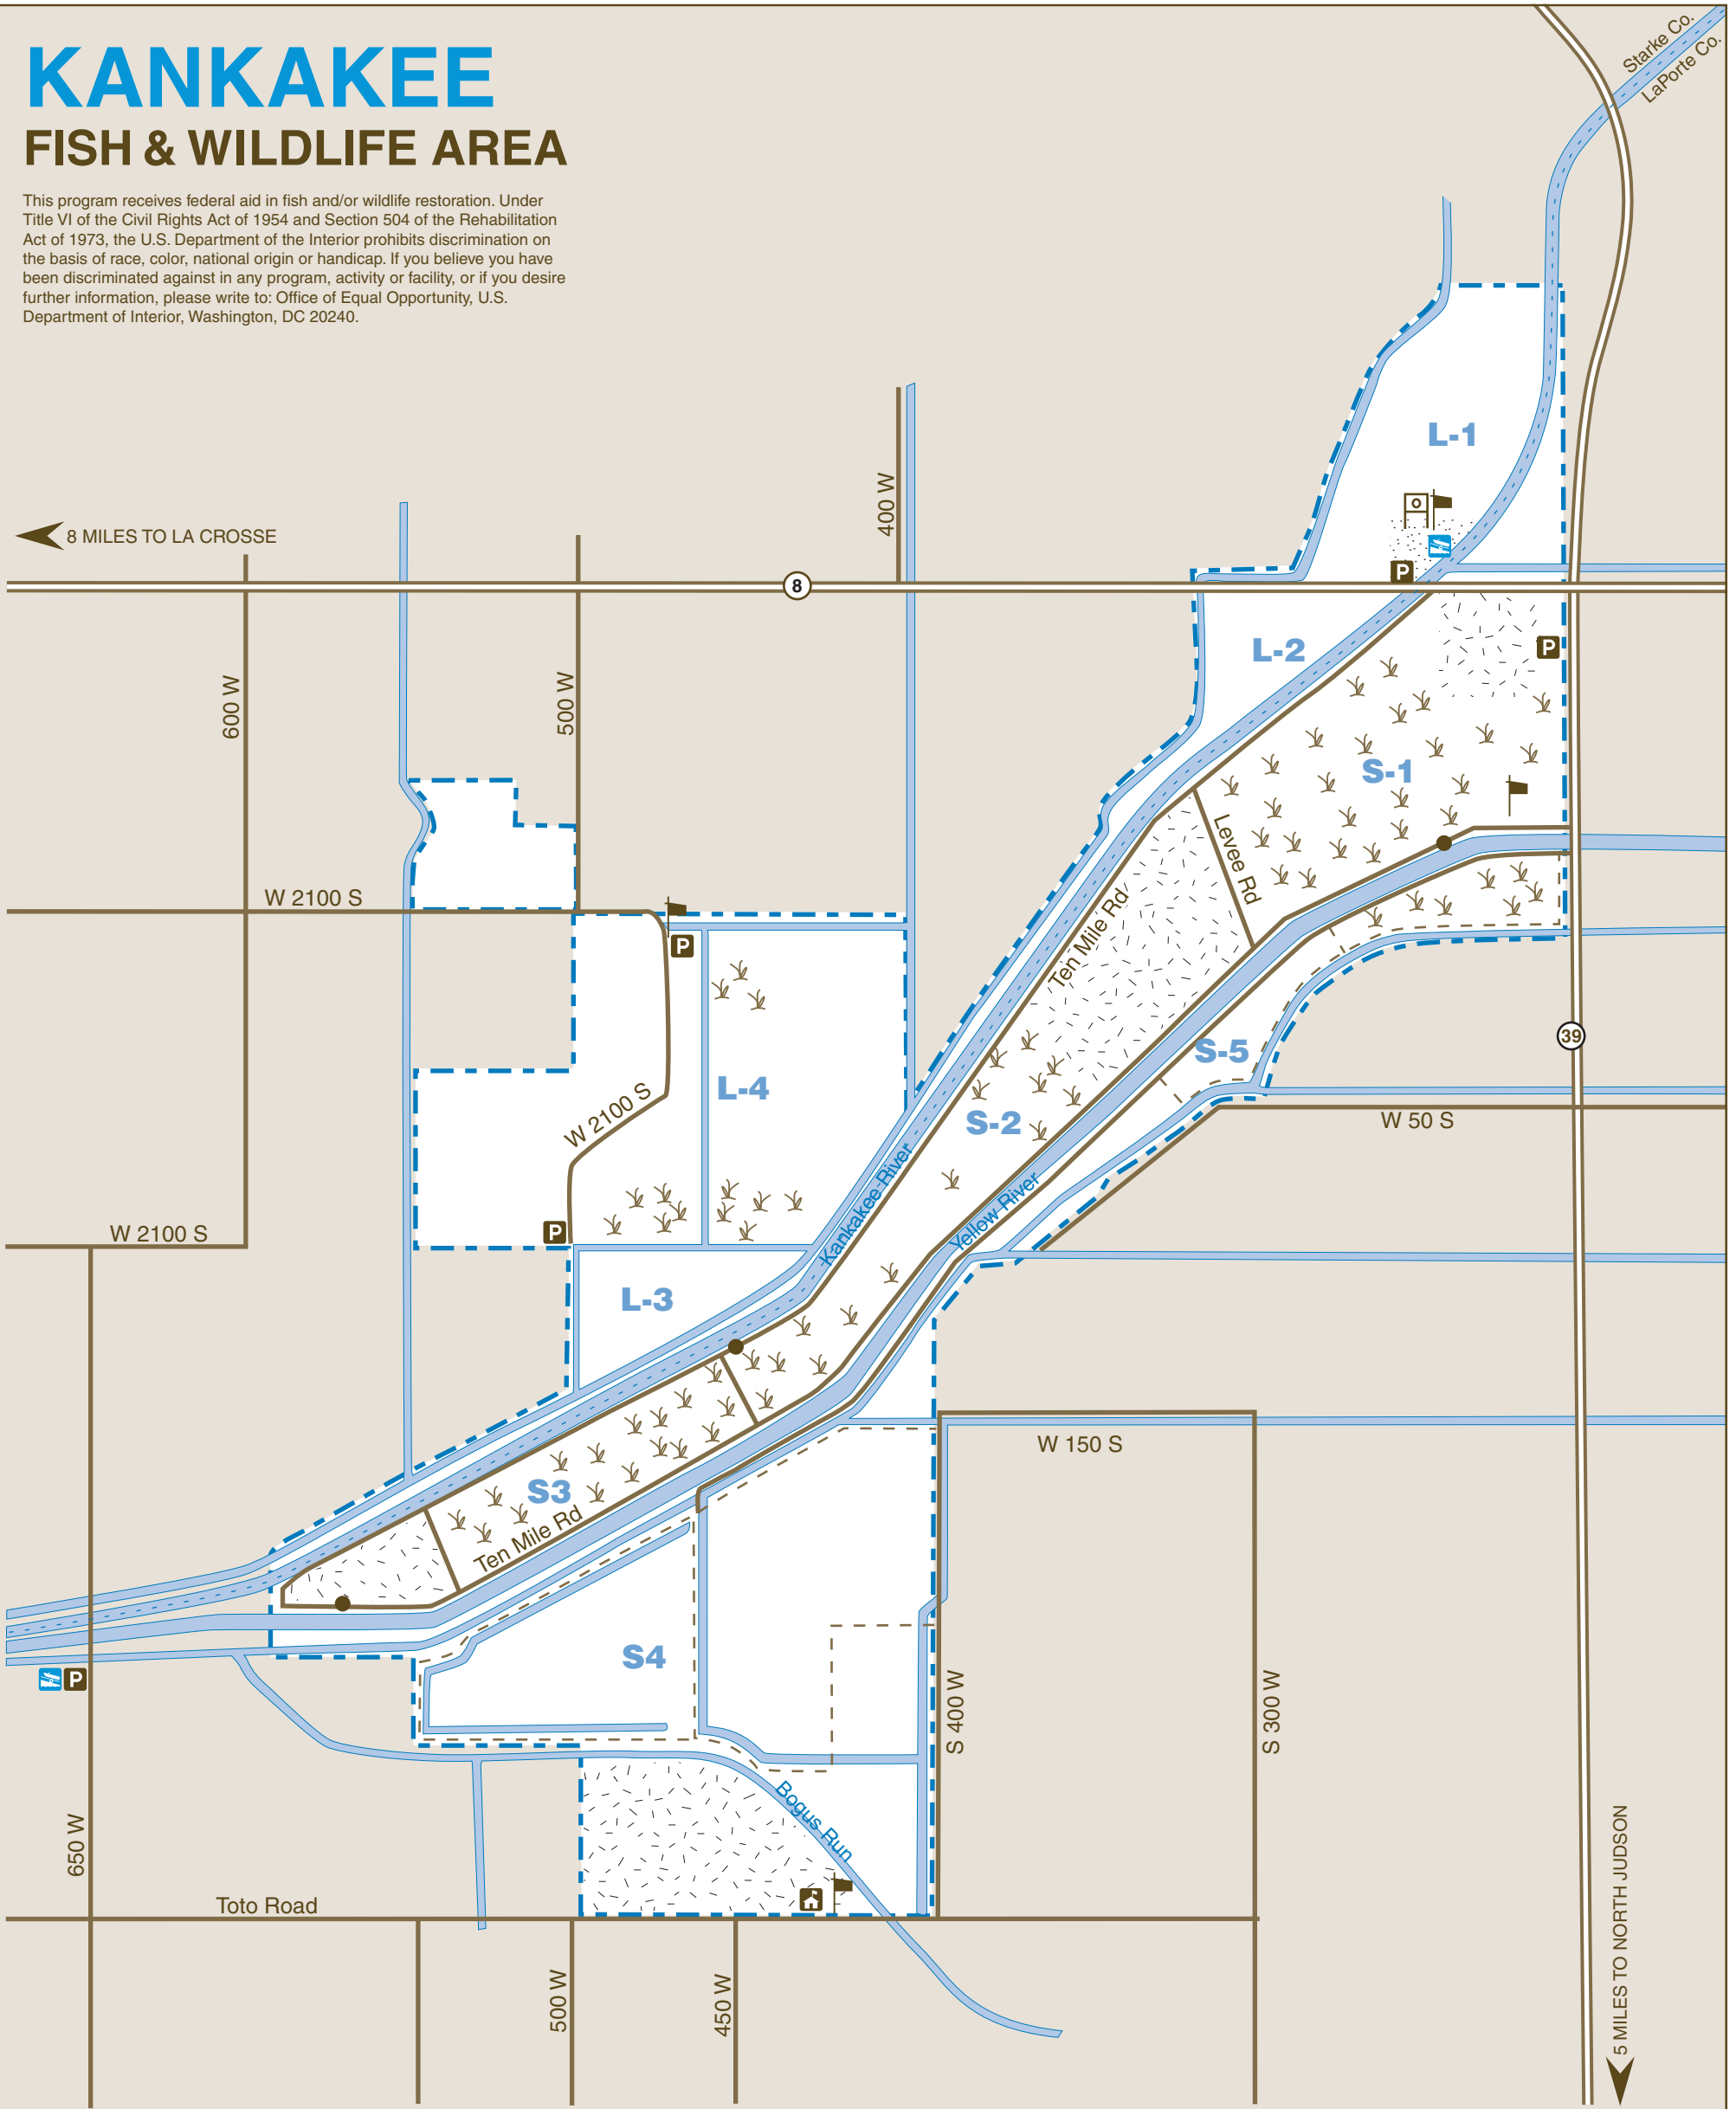 KANKAKEE
FISH & WILDLIFE AREA
This program receives federal aid in fish and/or wildlife restoration. Under
Title VI of the Civil Rights Act of 1954 and Section 504 of the Rehabilitation
Act of 1973, the U.S. Department of the Interior prohibits discrimination on
the basis of race, color, national origin or handicap. If you believe you have
been discriminated against in any program, activity or facility, or if you desire
further information, please write to: Office of Equal Opportunity, U.S.
Department of Interior, Washington, DC 20240.
Starke Co.
LaPorte Co.
L-1
400 W
8 MILES TO LA CROSSE
P
8
600 W
500 W
L-2
P
S-1
Levee Rd
W 2100 S
P
Ten Mile Rd
39
S-5
L-4
W 2100 S
S-2
W 50 S
Kankakee River
Yellow River
W 2100 S
P
L-3
W 150 S
S3
Ten Mile Rd
S4
P
S 400 W
S 300 W
Bogus Run
650 W
Toto Road
500 W
450 W
5 MILES TO NORTH JUDSON